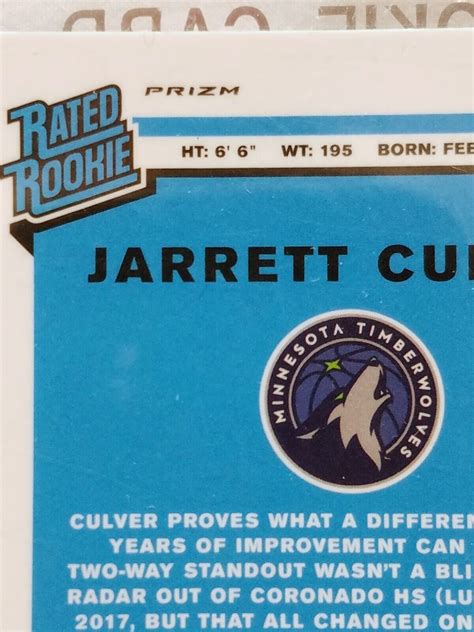 ROOKIE CARD
RATED
ROOKIE
PRIZM
HT: 6' 6" WT: 195 BORN: FEB
JARRETT CU
MINNESOTA TIMBERWOLVES
CULVER PROVES WHAT A DIFFEREN
YEARS OF IMPROVEMENT CAN
TWO-WAY STANDOUT WASN'T A BLI
RADAR OUT OF CORONADO HS (LU
2017, BUT THAT ALL CHANGED ON